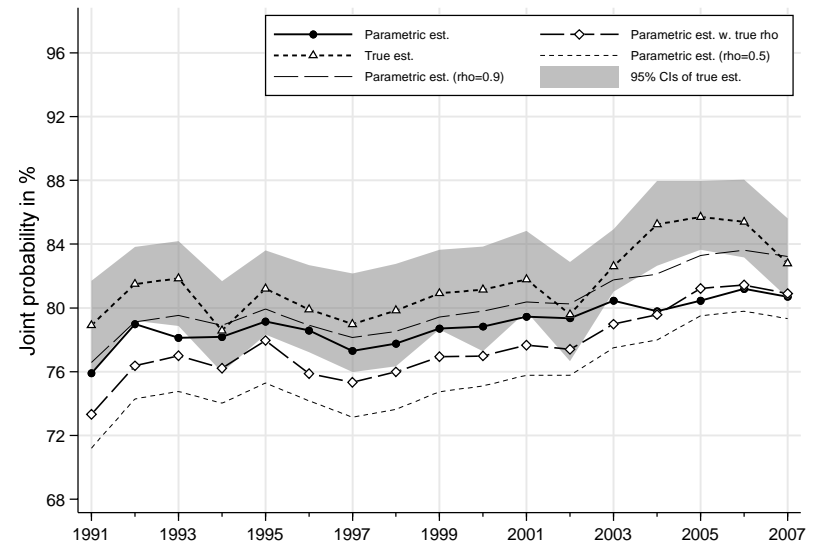 Parametric est.
Parametric est. w. true rho
True est.
Parametric est. (rho=0.5)
Parametric est. (rho=0.9)
95% CIs of true est.
Joint probability in %
96
92
88
84
80
76
72
68
1991 1993 1995 1997 1999 2001 2003 2005 2007